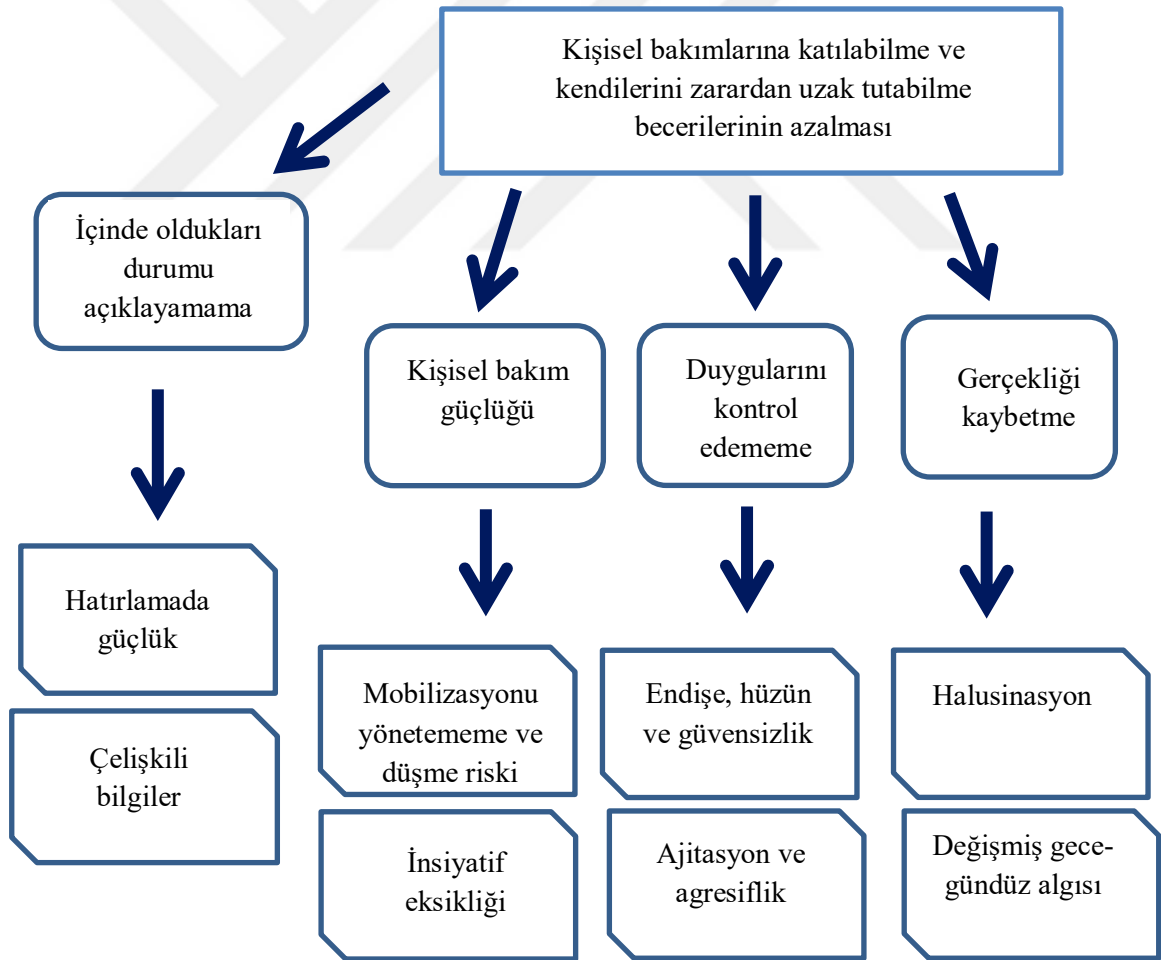 Kişisel bakımlarına katılabilme ve
kendilerini zarardan uzak tutabilme
becerilerinin azalması
İçinde oldukları
durumu
açıklayamama
Kişisel bakım
güçlüğü
Duygularını
kontrol
edememe
Gerçekliği
kaybetme
Hatırlamada
güçlük
Çelişkili
bilgiler
Mobilizasyonu
yönetememe ve
düşme riski
İnsiyatif
eksikliği
Endişe, hüzün
ve güvensizlik
Ajitasyon ve
agresiflik
Halusinasyon
Değişmiş gece-
gündüz algısı